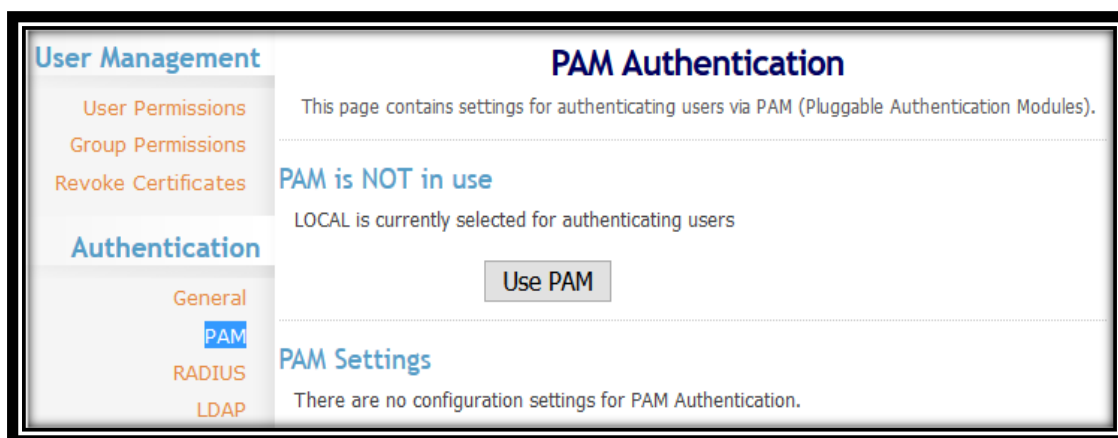 User Management
User Permissions
Group Permissions
Revoke Certificates
Authentication
General
PAM
RADIUS
LDAP
PAM Authentication
This page contains settings for authenticating users via PAM (Pluggable Authentication Modules).
PAM is NOT in use
LOCAL is currently selected for authenticating users
Use PAM
PAM Settings
There are no configuration settings for PAM Authentication.